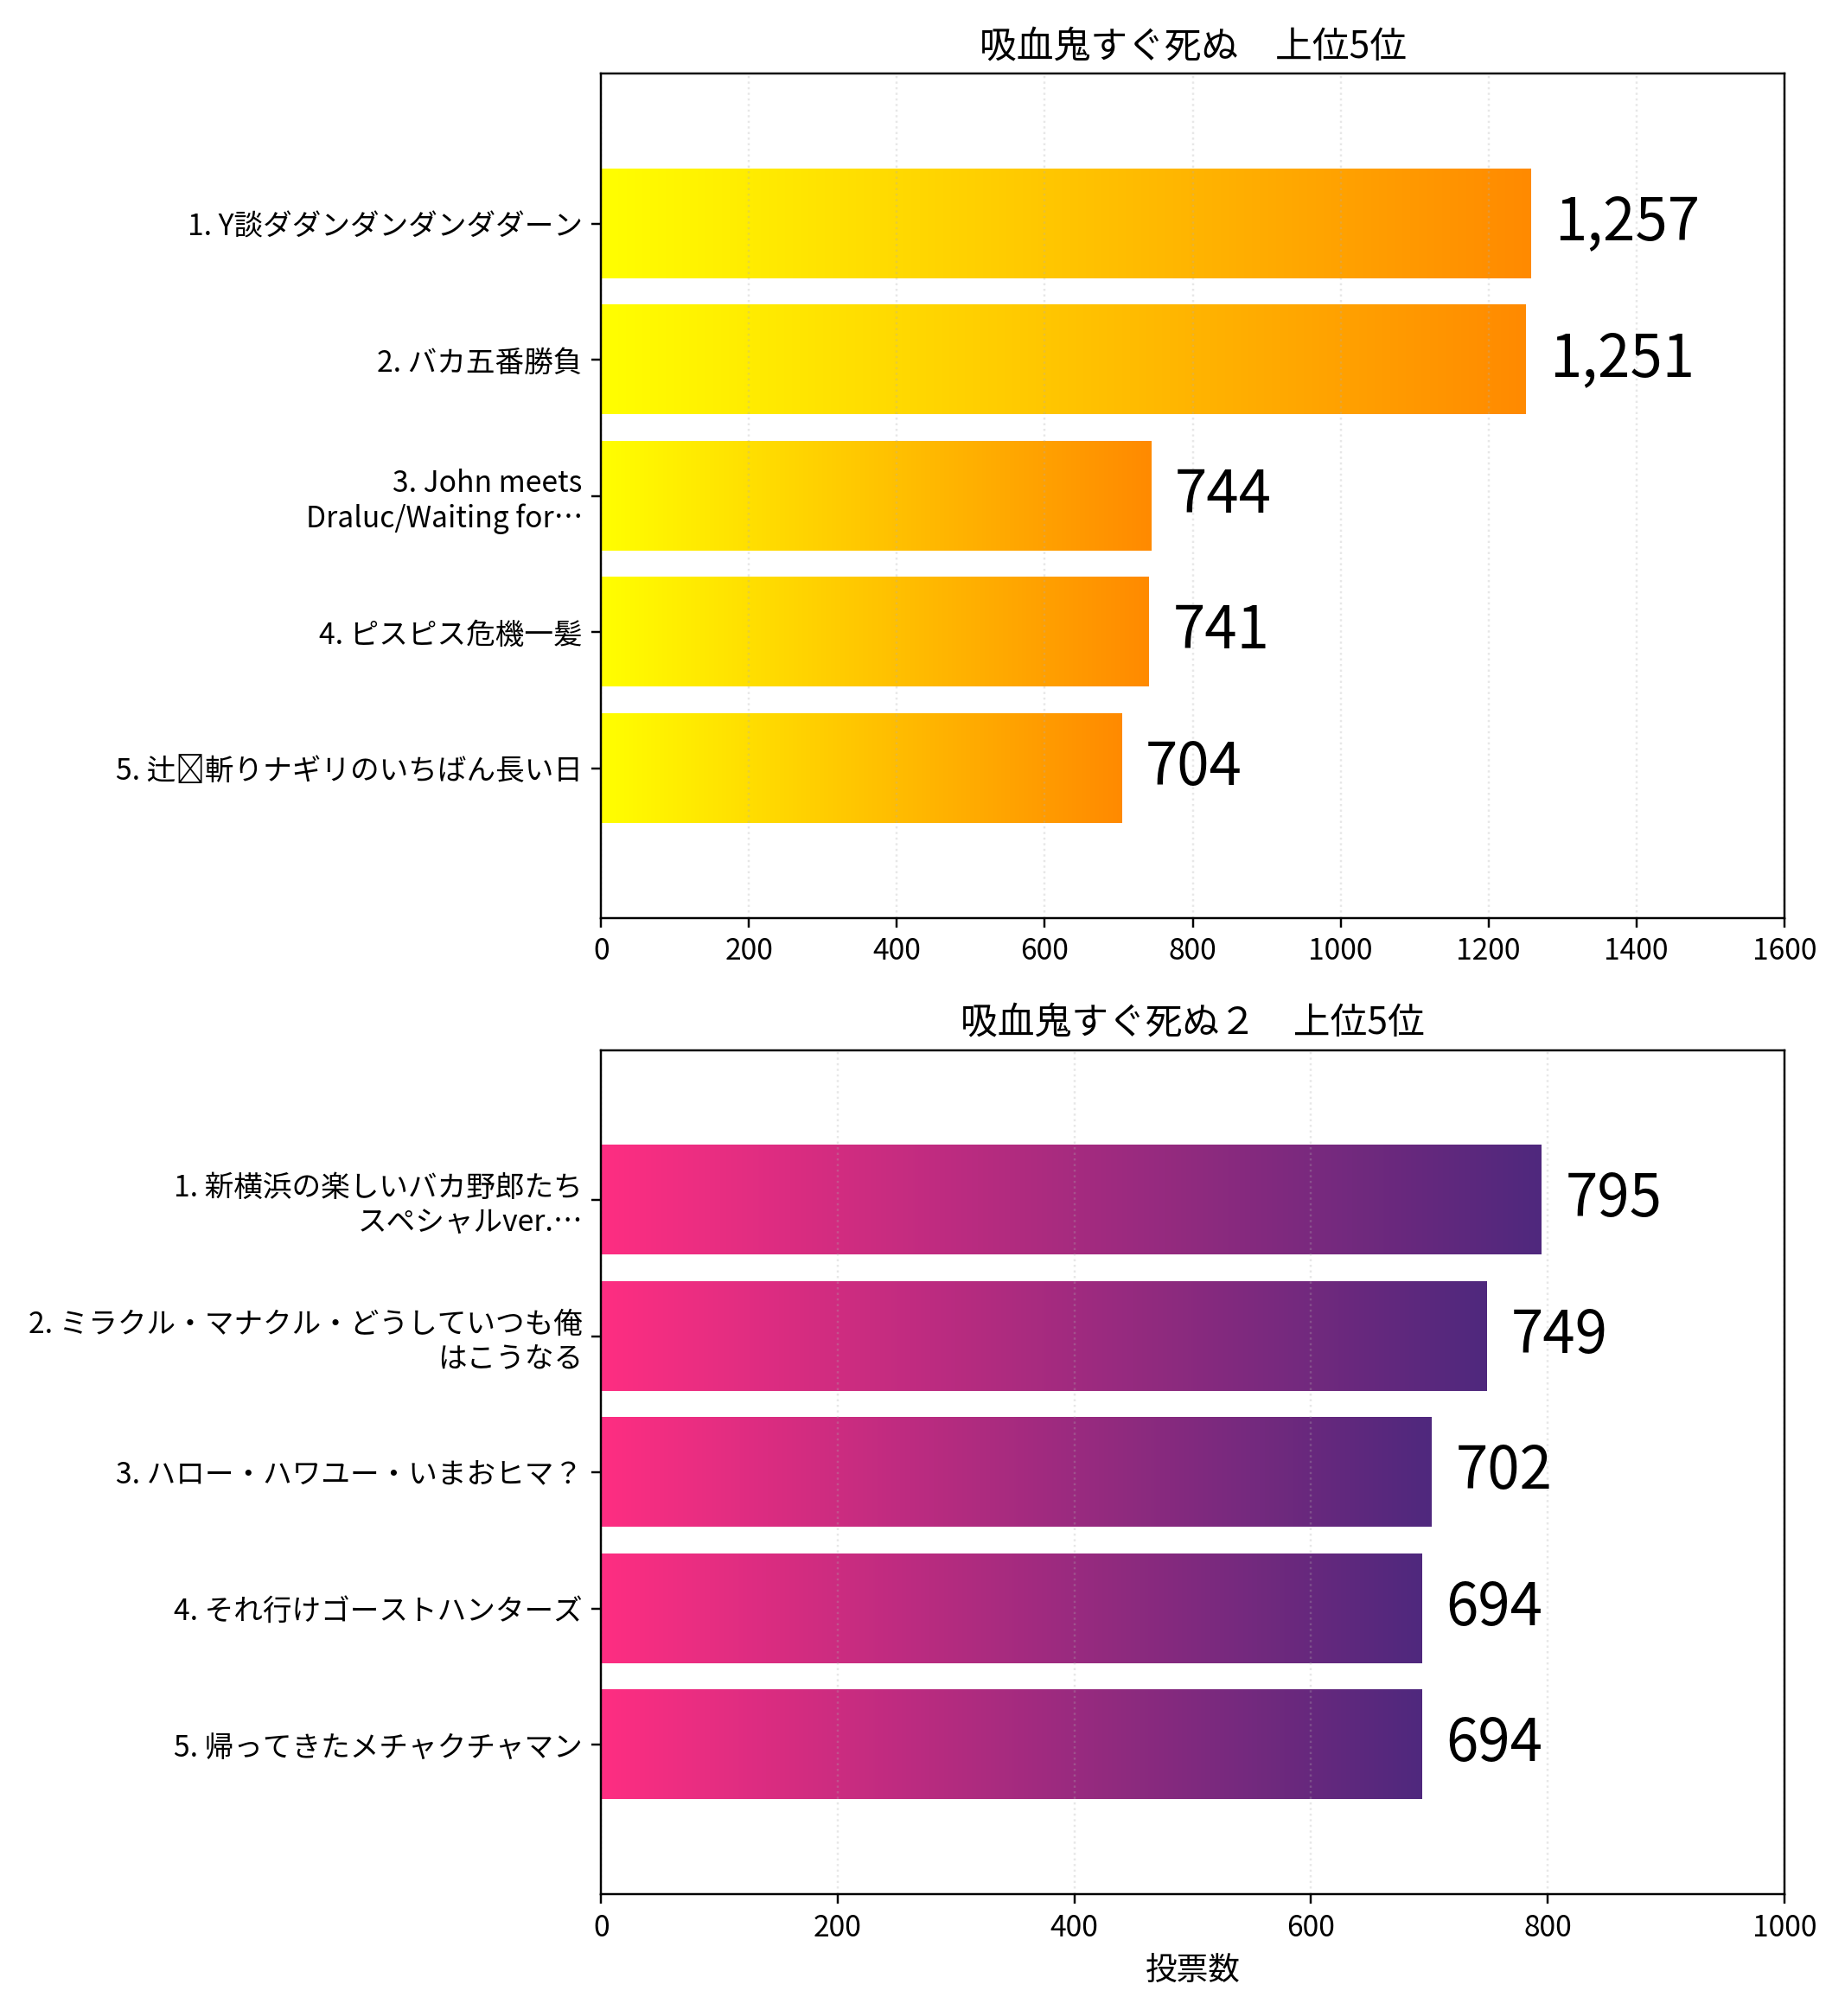 吸血鬼すぐ死ぬ　上位5位
1. Y談ダダンダンダンダダーン
1,257
2. バカ五番勝負
1,251
3. John meets
Draluc/Waiting for…
744
4. ピスピス危機一髪
741
5. 辻斬りナギリのいちばん長い日
704
0 200 400 600 800 1000 1200 1400 1600
吸血鬼すぐ死ぬ２　上位5位
1. 新横浜の楽しいバカ野郎たち
スペシャルver.…
795
2. ミラクル・マナクル・どうしていつも俺
はこうなる
749
3. ハロー・ハワユー・いまおヒマ？
702
4. それ行けゴーストハンターズ
694
5. 帰ってきたメチャクチャマン
694
0 200 400 600 800 1000
投票数